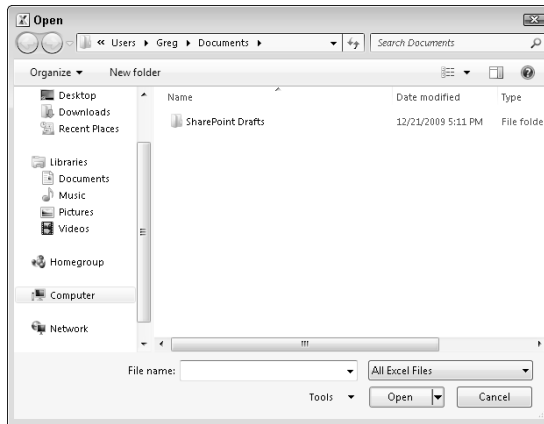 Open
« Users ▸ Greg ▸ Documents ▸
Search Documents
Organize ▾ New folder
Name Date modified Type
Desktop
Downloads
Recent Places
SharePoint Drafts 12/21/2009 5:11 PM File folde
Libraries
Documents
Music
Pictures
Videos
Homegroup
Computer
Network
File name: All Excel Files
Tools Open Cancel